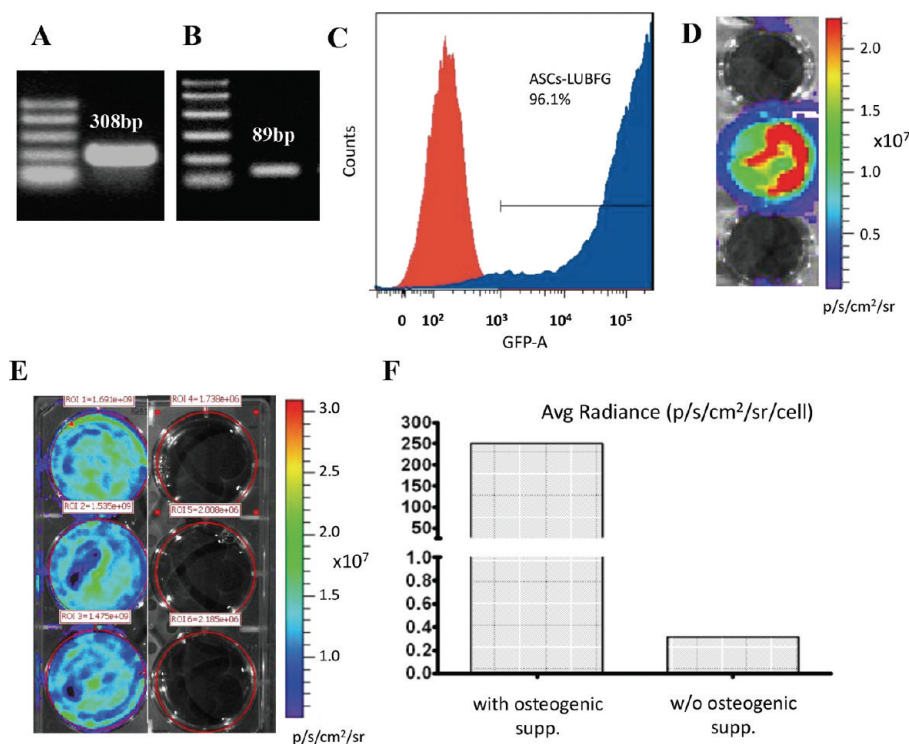 A
B
C
D
308bp
89bp
ASCs-LUBFG
96.1%
Counts
0 10² 10³ 10⁴ 10⁵
GFP-A
2.0
1.5
x10⁷
1.0
0.5
p/s/cm²/sr
E
F
ROI 1=1.691e+09
ROI 4=1.738e+06
ROI 2=1.535e+09
ROI 5=2.008e+06
ROI 3=1.475e+09
ROI 6=2.185e+06
3.0
2.5
2.0
x10⁷
1.5
1.0
p/s/cm²/sr
Avg Radiance (p/s/cm²/sr/cell)
300
250
200
150
100
50
1.0
0.8
0.6
0.4
0.2
0.0
with osteogenic
supp.
w/o osteogenic
supp.